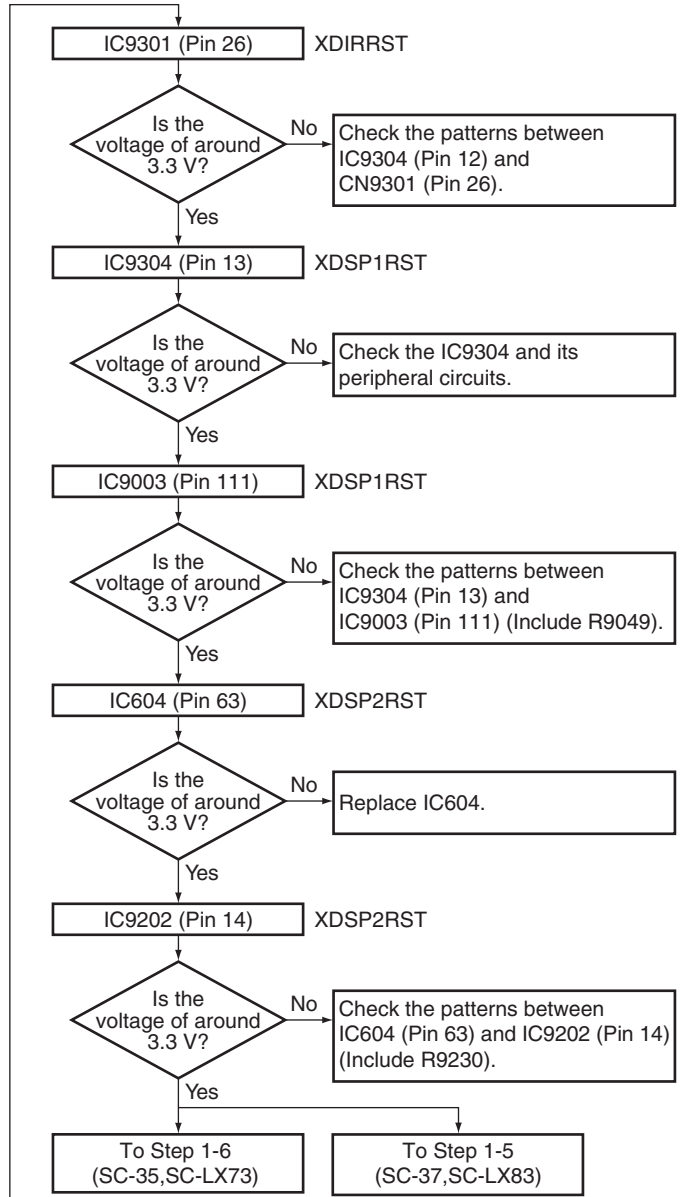 IC9301 (Pin 26) XDIRRST
Is the
voltage of around
3.3 V?
No
Check the patterns between
IC9304 (Pin 12) and
CN9301 (Pin 26).
Yes
IC9304 (Pin 13) XDSP1RST
Is the
voltage of around
3.3 V?
No
Check the IC9304 and its
peripheral circuits.
Yes
IC9003 (Pin 111) XDSP1RST
Is the
voltage of around
3.3 V?
No
Check the patterns between
IC9304 (Pin 13) and
IC9003 (Pin 111) (Include R9049).
Yes
IC604 (Pin 63) XDSP2RST
Is the
voltage of around
3.3 V?
No
Replace IC604.
Yes
IC9202 (Pin 14) XDSP2RST
Is the
voltage of around
3.3 V?
No
Check the patterns between
IC604 (Pin 63) and IC9202 (Pin 14)
(Include R9230).
Yes
To Step 1-6
(SC-35,SC-LX73)
To Step 1-5
(SC-37,SC-LX83)